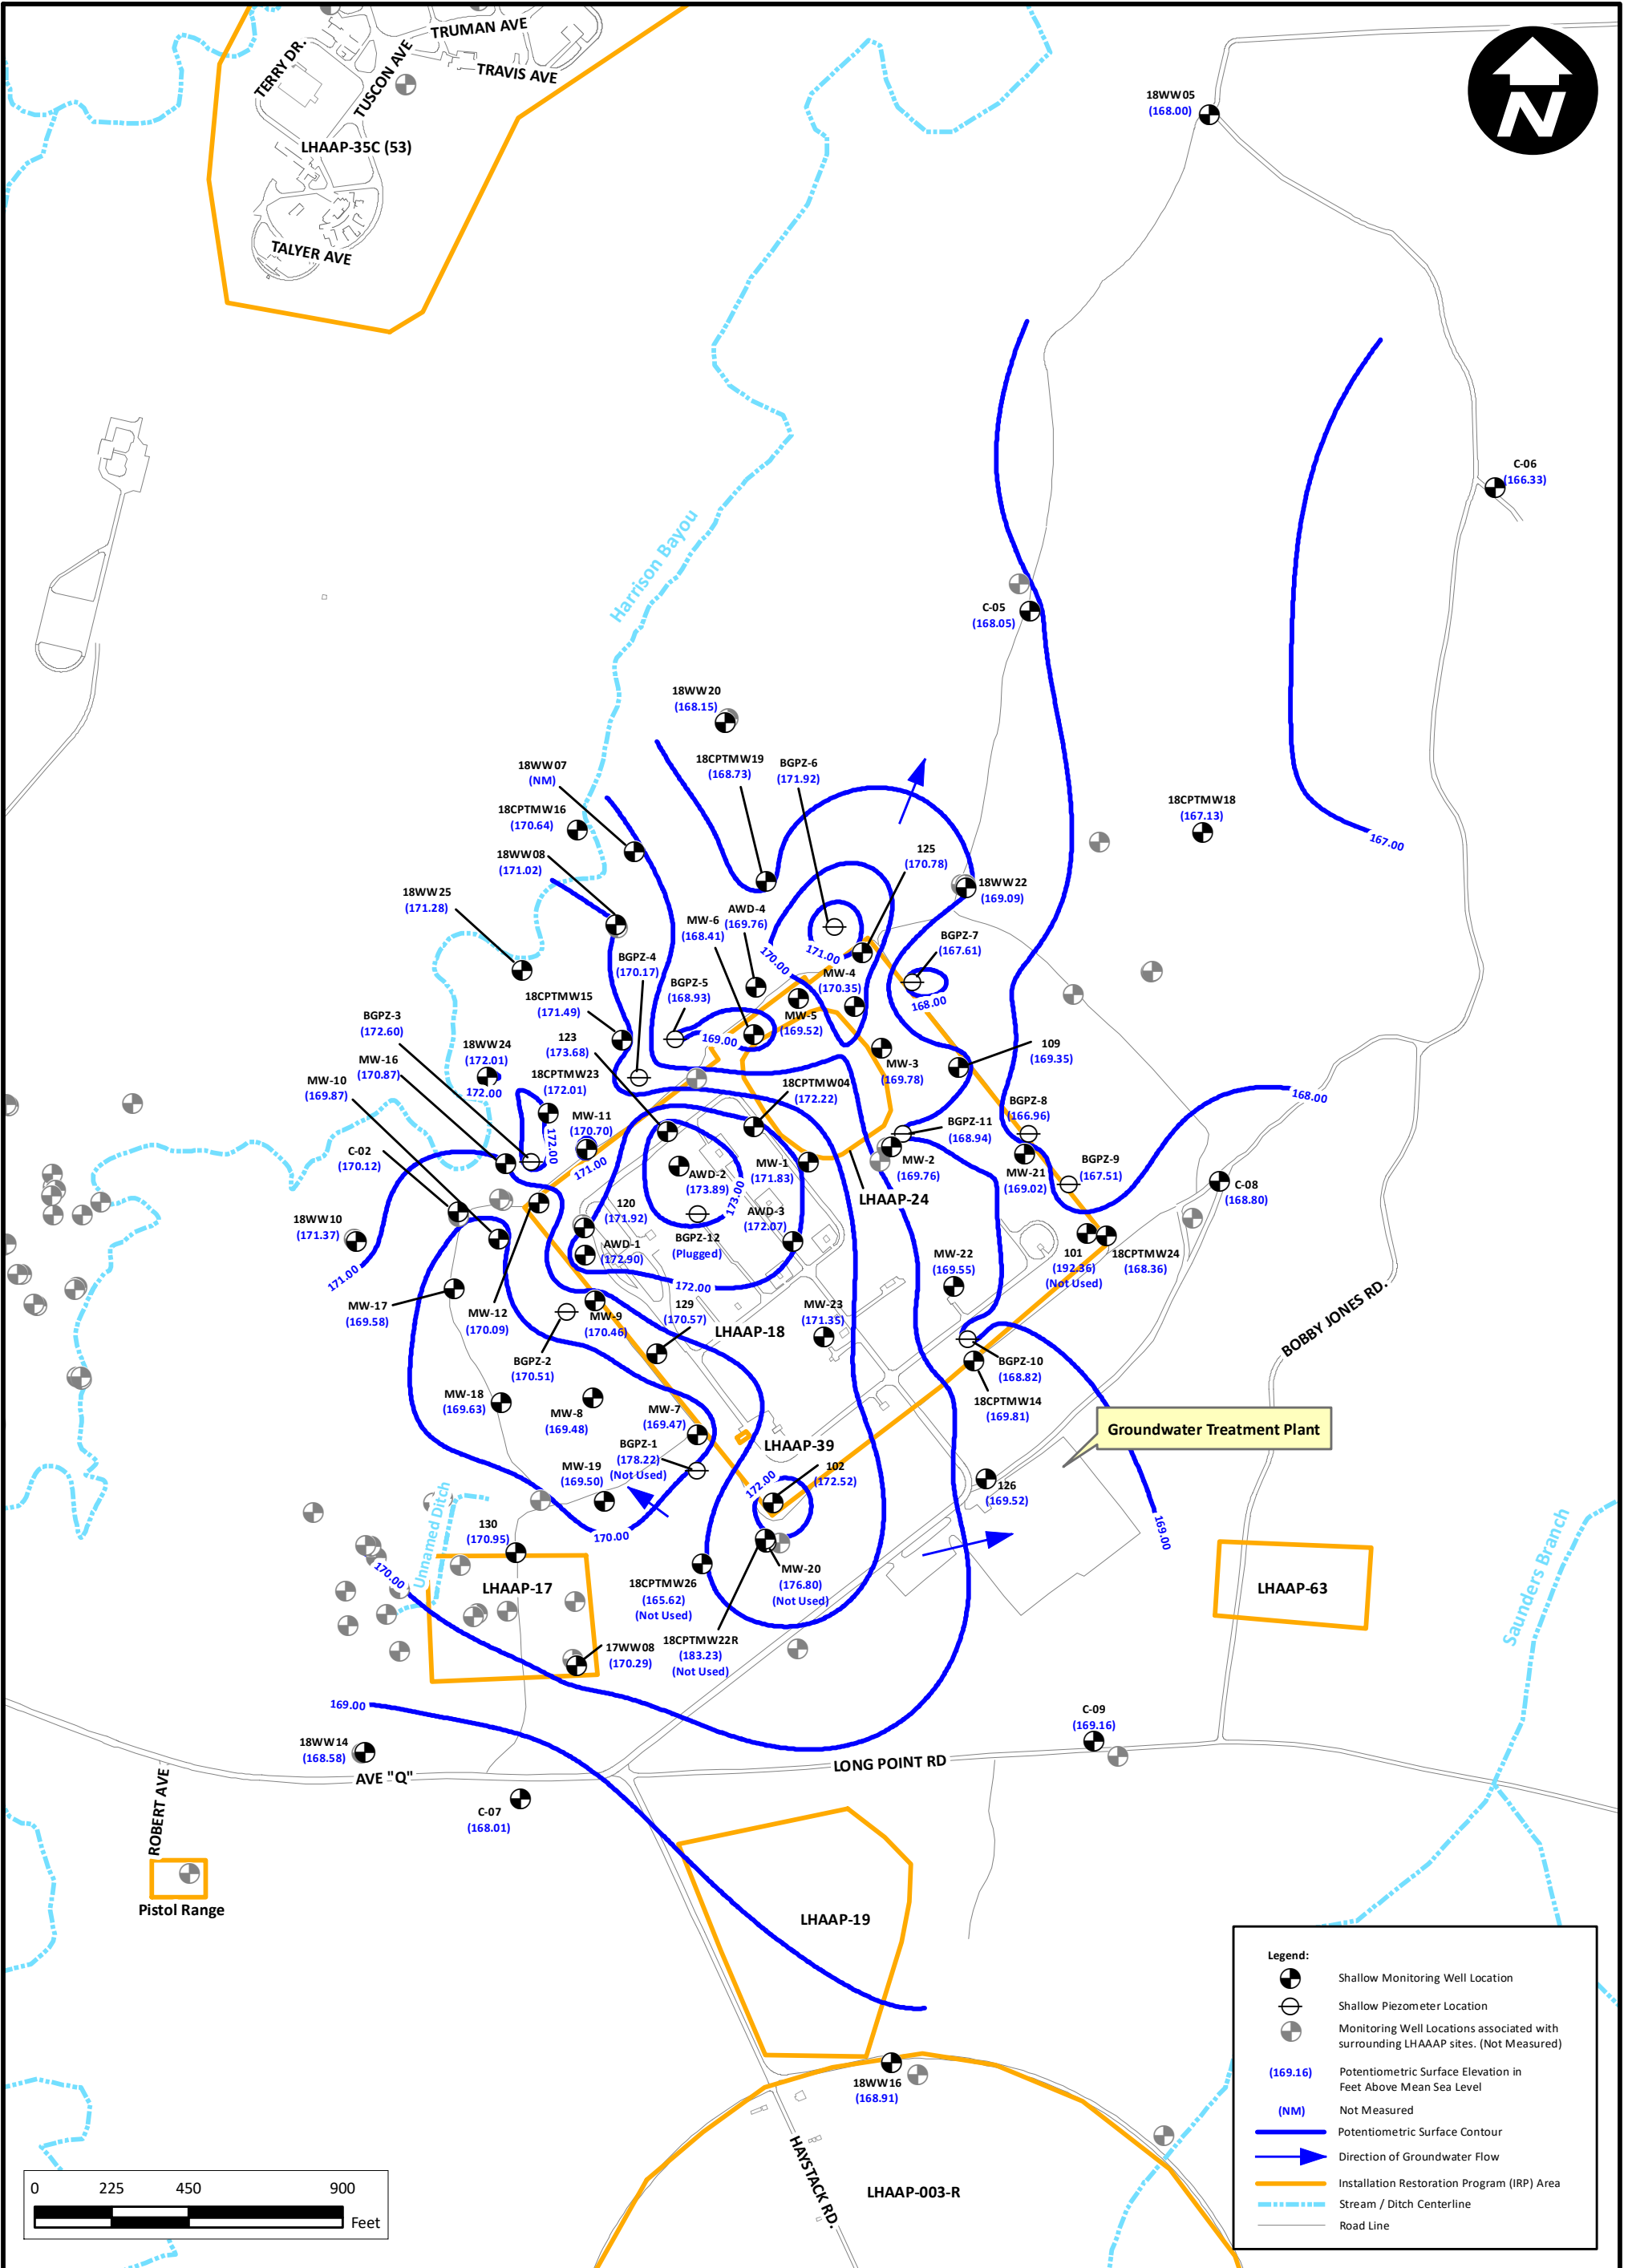 TRUMAN AVE
TERRY DR.
TUSCON AVE
TRAVIS AVE
LHAAP-35C (53)
TALYER AVE
N
18WW05
(168.00)
C-06
(166.33)
Harrison Bayou
C-05
(168.05)
18WW20
(168.15)
18CPTMW19
(168.73)
BGPZ-6
(171.92)
18WW07
(NM)
18CPTMW16
(170.64)
18CPTMW18
(167.13)
167.00
18WW08
(171.02)
125
(170.78)
18WW25
(171.28)
18WW22
(169.09)
AWD-4
(169.76)
MW-6
(168.41)
BGPZ-7
(167.61)
170.00
171.00
BGPZ-4
(170.17)
MW-4
(170.35)
BGPZ-5
(168.93)
168.00
18CPTMW15
(171.49)
MW-5
(169.52)
BGPZ-3
(172.60)
169.00
123
(173.68)
18WW24
(172.01)
109
(169.35)
MW-16
(170.87)
MW-3
(169.78)
18CPTMW23
(172.01)
MW-10
(169.87)
172.00
18CPTMW04
(172.22)
168.00
BGPZ-8
(166.96)
MW-11
(170.70)
BGPZ-11
(168.94)
C-02
(170.12)
172.00
171.00
MW-1
(171.83)
MW-2
(169.76)
MW-21
(169.02)
BGPZ-9
(167.51)
AWD-2
(173.89)
173.00
C-08
(168.80)
LHAAP-24
18WW10
(171.37)
120
(171.92)
AWD-3
(172.07)
BGPZ-12
(Plugged)
AWD-1
(172.90)
101
(192.36)
(Not Used)
18CPTMW24
(168.36)
MW-22
(169.55)
171.00
172.00
MW-17
(169.58)
MW-12
(170.09)
MW-9
(170.46)
129
(170.57)
MW-23
(171.35)
LHAAP-18
BOBBY JONES RD.
BGPZ-2
(170.51)
BGPZ-10
(168.82)
MW-18
(169.63)
18CPTMW14
(169.81)
MW-8
(169.48)
MW-7
(169.47)
Groundwater Treatment Plant
LHAAP-39
BGPZ-1
(178.22)
(Not Used)
MW-19
(169.50)
102
(172.52)
172.00
126
(169.52)
Unnamed Ditch
130
(170.95)
170.00
169.00
170.00
MW-20
(176.80)
(Not Used)
18CPTMW26
(165.62)
(Not Used)
LHAAP-17
LHAAP-63
Saunders Branch
17WW08
(170.29)
18CPTMW22R
(183.23)
(Not Used)
169.00
C-09
(169.16)
18WW14
(168.58)
LONG POINT RD
AVE "Q"
ROBERT AVE
C-07
(168.01)
Pistol Range
LHAAP-19
18WW16
(168.91)
HAYSTACK RD.
LHAAP-003-R
Legend:
Shallow Monitoring Well Location
Shallow Piezometer Location
Monitoring Well Locations associated with
surrounding LHAAAP sites. (Not Measured)
(169.16) Potentiometric Surface Elevation in
Feet Above Mean Sea Level
(NM) Not Measured
Potentiometric Surface Contour
Direction of Groundwater Flow
Installation Restoration Program (IRP) Area
Stream / Ditch Centerline
Road Line
0 225 450 900
Feet